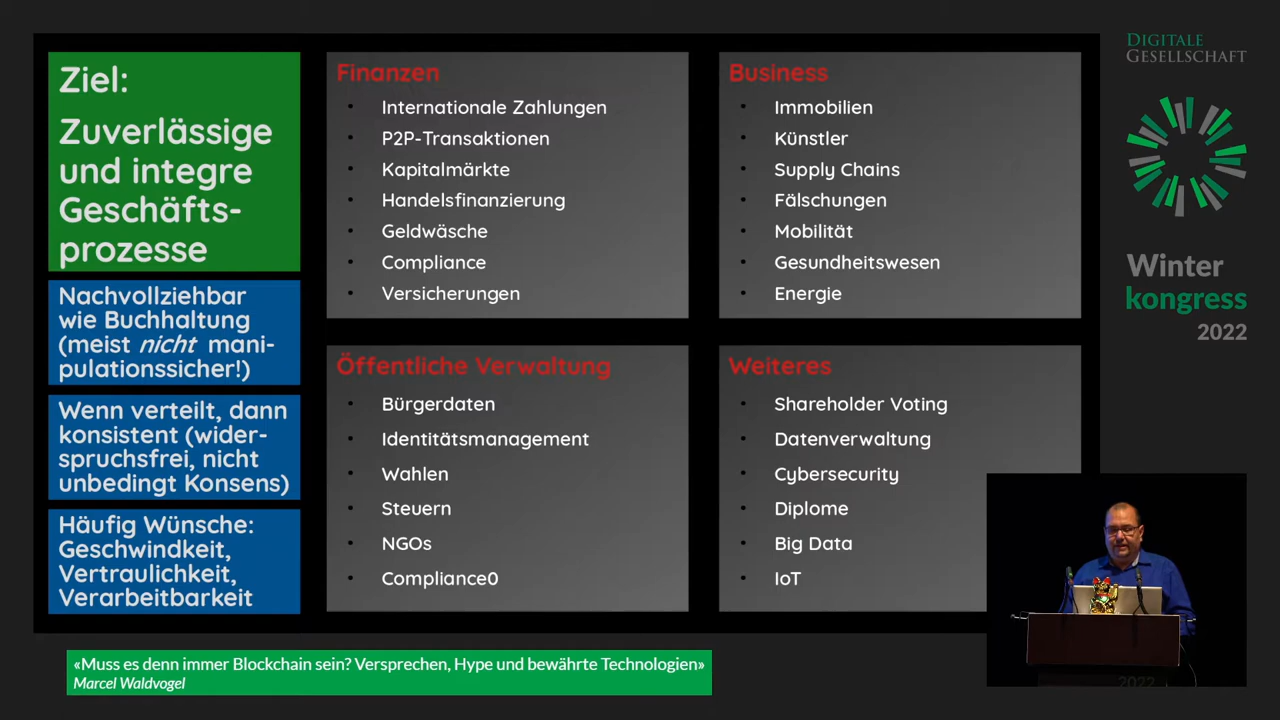 Ziel:
Zuverlässige
und integre
Geschäfts-
prozesse
Nachvollziehbar
wie Buchhaltung
(meist nicht mani-
pulationssicher!)
Wenn verteilt, dann
konsistent (wider-
spruchsfrei, nicht
unbedingt Konsens)
Häufig Wünsche:
Geschwindkeit,
Vertraulichkeit,
Verarbeitbarkeit
Finanzen
• Internationale Zahlungen
• P2P-Transaktionen
• Kapitalmärkte
• Handelsfinanzierung
• Geldwäsche
• Compliance
• Versicherungen
Business
• Immobilien
• Künstler
• Supply Chains
• Fälschungen
• Mobilität
• Gesundheitswesen
• Energie
Öffentliche Verwaltung
• Bürgerdaten
• Identitätsmanagement
• Wahlen
• Steuern
• NGOs
• Compliance0
Weiteres
• Shareholder Voting
• Datenverwaltung
• Cybersecurity
• Diplome
• Big Data
• IoT
DIGITALE
GESELLSCHAFT
Winter
kongress
2022
2022
«Muss es denn immer Blockchain sein? Versprechen, Hype und bewährte Technologien»
Marcel Waldvogel